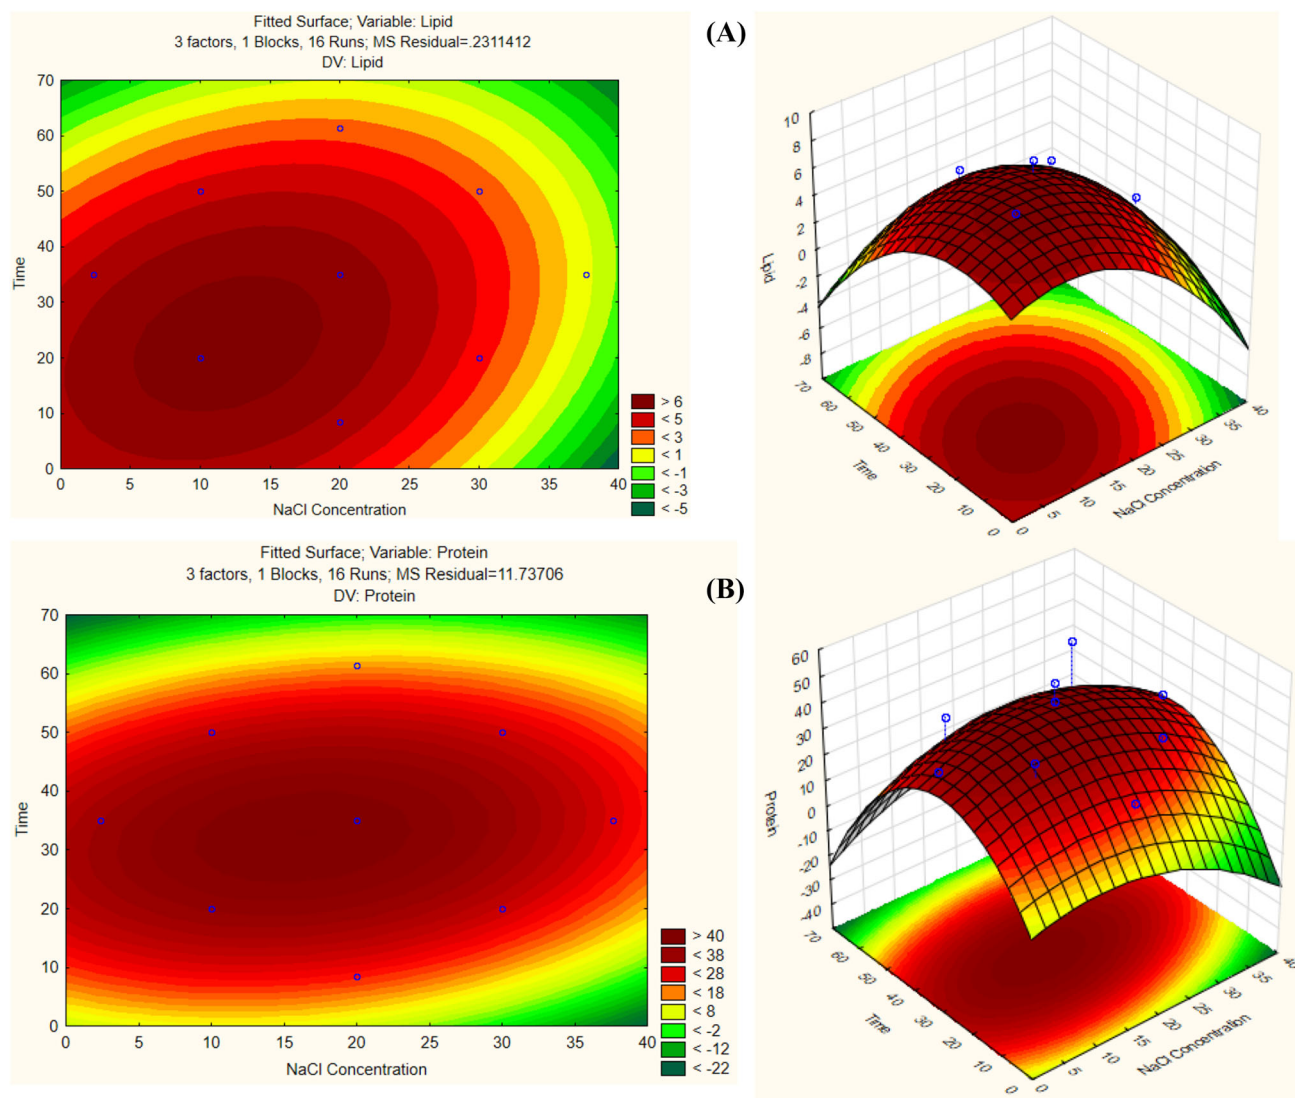 Fitted Surface; Variable: Lipid
3 factors, 1 Blocks, 16 Runs; MS Residual=.2311412
DV: Lipid
70
60
50
40
30
20
10
0
Time
0 5 10 15 20 25 30 35 40
NaCl Concentration
> 6
< 5
< 3
< 1
< -1
< -3
< -5
(A)
10
8
6
4
2
0
-2
-4
-6
-8
Lipid
70 60 50 40 30 20 10 0
Time
0 5 10 15 20 25 30 35 40
NaCl Concentration
Fitted Surface; Variable: Protein
3 factors, 1 Blocks, 16 Runs; MS Residual=11.73706
DV: Protein
70
60
50
40
30
20
10
0
Time
0 5 10 15 20 25 30 35 40
NaCl Concentration
> 40
< 38
< 28
< 18
< 8
< -2
< -12
< -22
(B)
60
50
40
30
20
10
0
-10
-20
-30
-40
Protein
70 60 50 40 30 20 10 0
Time
0 5 10 15 20 25 30 35 40
NaCl Concentration